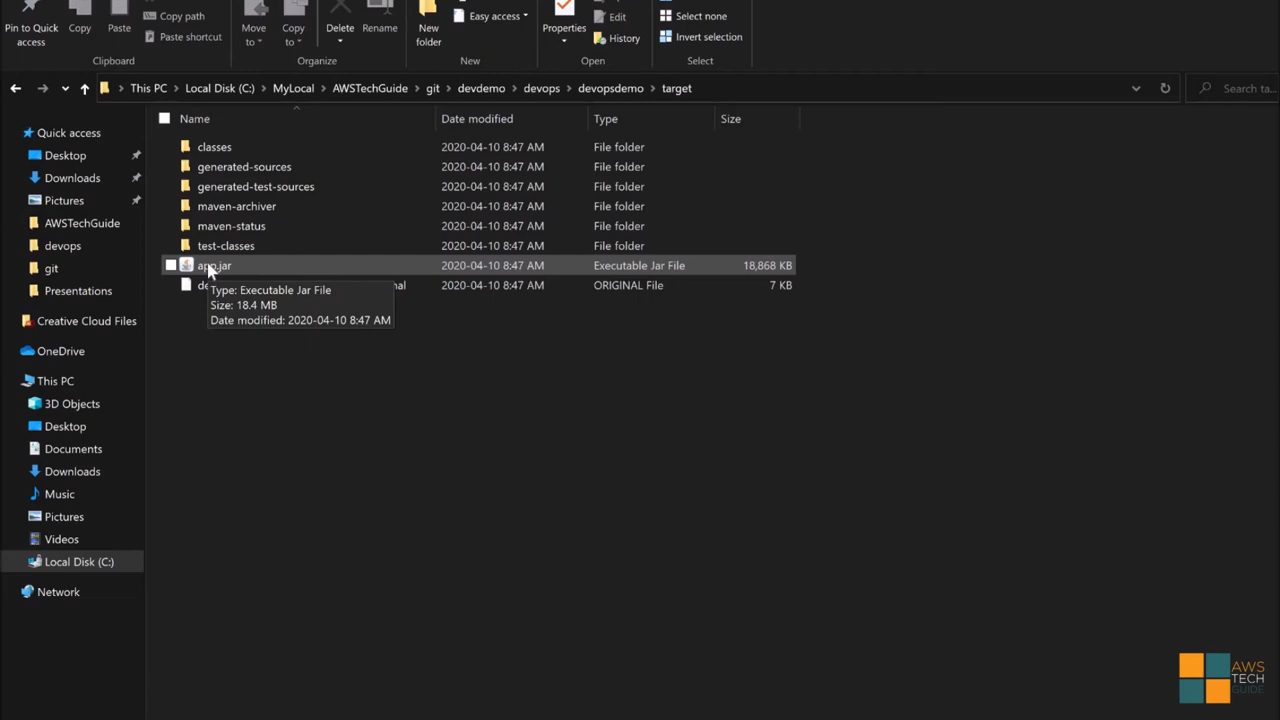 Pin to Quick access
Copy
Paste
Copy path
Paste shortcut
Clipboard
Move to
Copy to
Delete
Rename
Organize
New folder
Easy access
New
Properties
Edit
History
Open
Select none
Invert selection
Select
This PC > Local Disk (C:) > MyLocal > AWSTechGuide > git > devdemo > devops > devopsdemo > target
Search ta...
Name Date modified Type Size
classes 2020-04-10 8:47 AM File folder
generated-sources 2020-04-10 8:47 AM File folder
generated-test-sources 2020-04-10 8:47 AM File folder
maven-archiver 2020-04-10 8:47 AM File folder
maven-status 2020-04-10 8:47 AM File folder
test-classes 2020-04-10 8:47 AM File folder
app.jar 2020-04-10 8:47 AM Executable Jar File 18,868 KB
2020-04-10 8:47 AM ORIGINAL File 7 KB
Type: Executable Jar File
Size: 18.4 MB
Date modified: 2020-04-10 8:47 AM
Quick access
Desktop
Downloads
Pictures
AWSTechGuide
devops
git
Presentations
Creative Cloud Files
OneDrive
This PC
3D Objects
Desktop
Documents
Downloads
Music
Pictures
Videos
Local Disk (C:)
Network
AWS
TECH
GUIDE